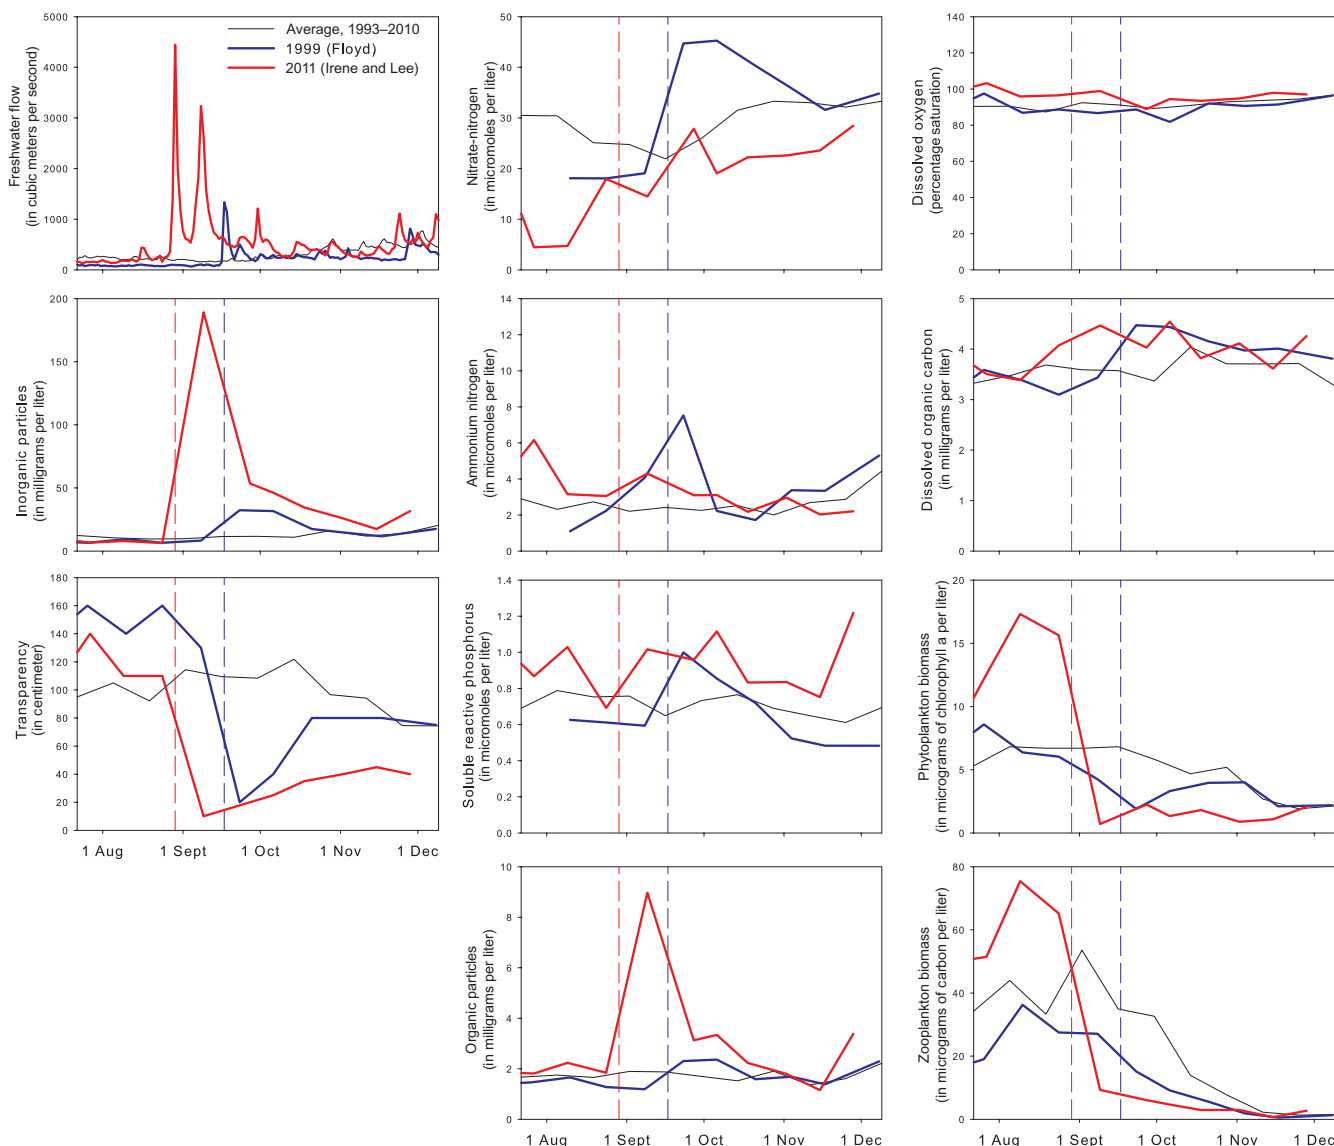 Freshwater flow
(in cubic meters per second)
5000
4000
3000
2000
1000
0
Average, 1993–2010
1999 (Floyd)
2011 (Irene and Lee)
Nitrate-nitrogen
(in micromoles per liter)
50
40
30
20
10
0
Dissolved oxygen
(percentage saturation)
140
120
100
80
60
40
20
0
Inorganic particles
(in milligrams per liter)
200
150
100
50
0
Ammonium nitrogen
(in micromoles per liter)
14
12
10
8
6
4
2
0
Dissolved organic carbon
(in milligrams per liter)
5
4
3
2
1
0
Transparency
(in centimeter)
180
160
140
120
100
80
60
40
20
0
1 Aug
1 Sept
1 Oct
1 Nov
1 Dec
Soluble reactive phosphorus
(in micromoles per liter)
1.4
1.2
1.0
0.8
0.6
0.4
0.2
0.0
Phytoplankton biomass
(in micrograms of chlorophyll a per liter)
20
15
10
5
0
Organic particles
(in milligrams per liter)
10
8
6
4
2
0
1 Aug
1 Sept
1 Oct
1 Nov
1 Dec
Zooplankton biomass
(in micrograms of carbon per liter)
80
60
40
20
0
1 Aug
1 Sept
1 Oct
1 Nov
1 Dec